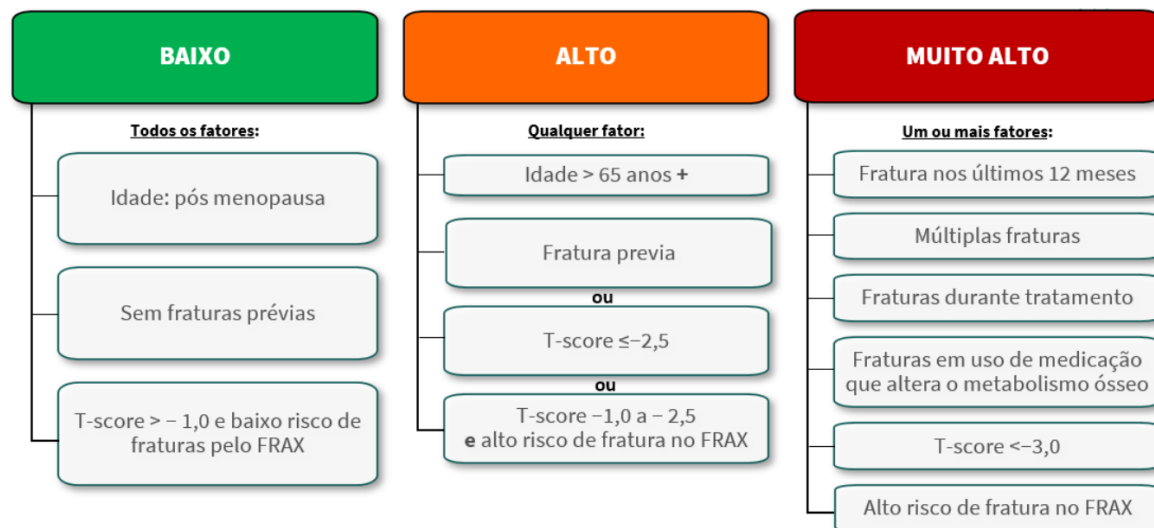 BAIXO
Todos os fatores:
Idade: pós menopausa
Sem fraturas prévias
T-score > − 1,0 e baixo risco de
fraturas pelo FRAX
ALTO
Qualquer fator:
Idade > 65 anos +
Fratura previa
ou
T-score ≤−2,5
ou
T-score −1,0 a − 2,5
e alto risco de fratura no FRAX
MUITO ALTO
Um ou mais fatores:
Fratura nos últimos 12 meses
Múltiplas fraturas
Fraturas durante tratamento
Fraturas em uso de medicação
que altera o metabolismo ósseo
T-score <−3,0
Alto risco de fratura no FRAX